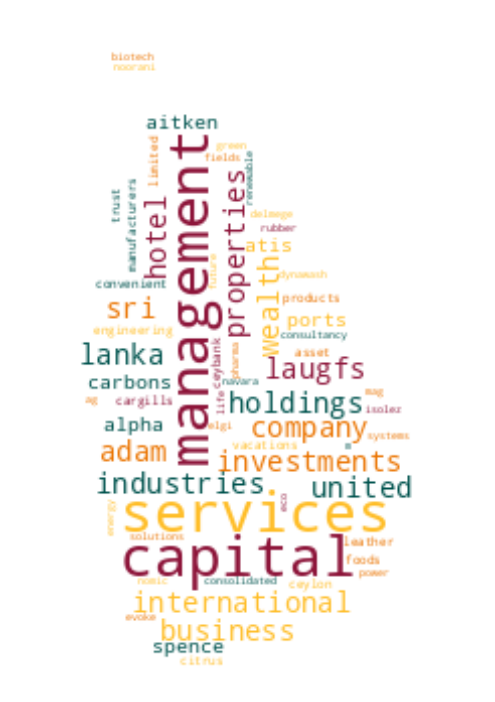 biotech
noorani
aitken
management
hotel
limited
green
fields
renewable
properties
trust
manufacturers
delmege
rubber
atis
wealth
future
dynawash
convenient
sri
products
ports
engineering
consultancy
lanka
pharma
asset
ceybank
laugfs
carbons
navara
life
holdings
mag
ag
cargills
isolez
alpha
elgi
company
systems
adam
vacations
investments
industries
united
eco
services
energy
solutions
capital
leather
foods
power
nomic
consolidated
ceylon
international
evoke
business
spence
citrus